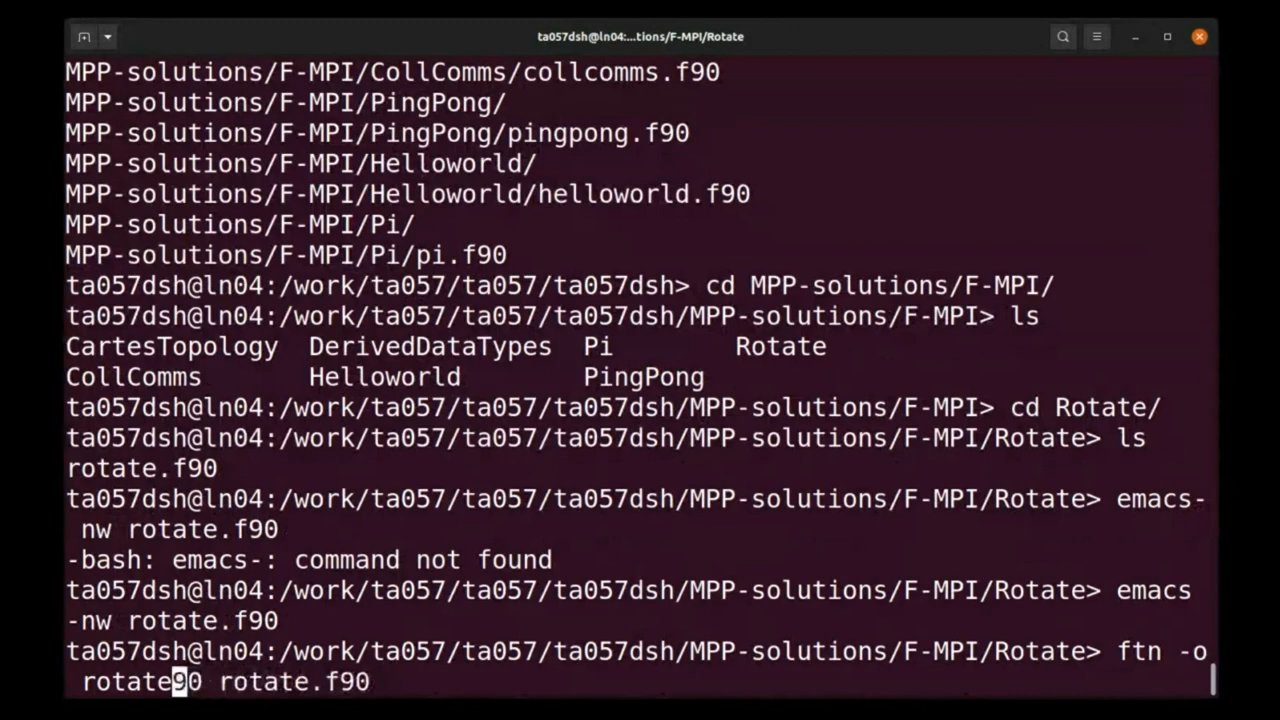 ta057dsh@ln04:...tions/F-MPI/Rotate
MPP-solutions/F-MPI/CollComms/collcomms.f90
MPP-solutions/F-MPI/PingPong/
MPP-solutions/F-MPI/PingPong/pingpong.f90
MPP-solutions/F-MPI/Helloworld/
MPP-solutions/F-MPI/Helloworld/helloworld.f90
MPP-solutions/F-MPI/Pi/
MPP-solutions/F-MPI/Pi/pi.f90
ta057dsh@ln04:/work/ta057/ta057/ta057dsh> cd MPP-solutions/F-MPI/
ta057dsh@ln04:/work/ta057/ta057/ta057dsh/MPP-solutions/F-MPI> ls
CartesTopology  DerivedDataTypes  Pi        Rotate
CollComms       Helloworld        PingPong
ta057dsh@ln04:/work/ta057/ta057/ta057dsh/MPP-solutions/F-MPI> cd Rotate/
ta057dsh@ln04:/work/ta057/ta057/ta057dsh/MPP-solutions/F-MPI/Rotate> ls
rotate.f90
ta057dsh@ln04:/work/ta057/ta057/ta057dsh/MPP-solutions/F-MPI/Rotate> emacs-
 nw rotate.f90
-bash: emacs-: command not found
ta057dsh@ln04:/work/ta057/ta057/ta057dsh/MPP-solutions/F-MPI/Rotate> emacs
-nw rotate.f90
ta057dsh@ln04:/work/ta057/ta057/ta057dsh/MPP-solutions/F-MPI/Rotate> ftn -o
 rotate90 rotate.f90